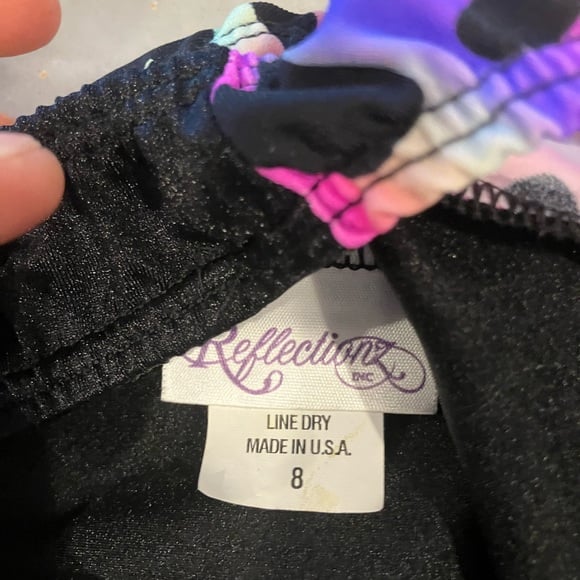 Reflectionz
INC
LINE DRY
MADE IN U.S.A.
8